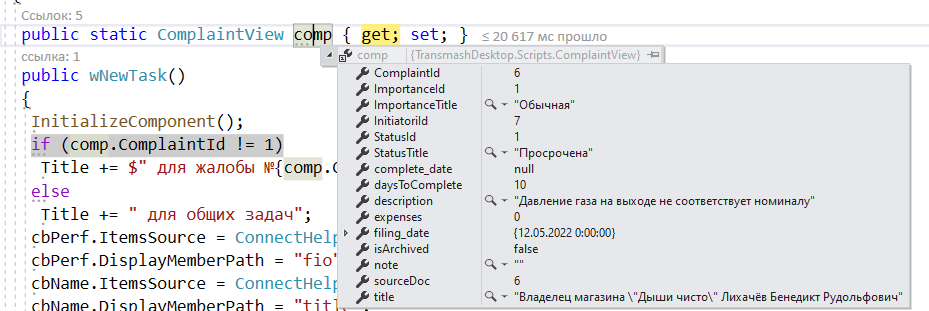 Ссылок: 5
public static ComplaintView comp { get; set; } ≤ 20 617 мс прошло
comp {TransmashDesktop.Scripts.ComplaintView}
ссылка: 1
public wNewTask()
{
InitializeComponent();
if (comp.ComplaintId != 1)
Title += $" для жалобы №{comp.
else
Title += " для общих задач";
cbPerf.ItemsSource = ConnectHelp
cbPerf.DisplayMemberPath = "fio
cbName.ItemsSource = ConnectHelp
cbName.DisplayMemberPath = "titl
ComplaintId 6
ImportanceId 1
ImportanceTitle "Обычная"
InitiatoriId 7
StatusId 1
StatusTitle "Просрочена"
complete_date null
daysToComplete 10
description "Давление газа на выходе не соответствует номиналу"
expenses 0
filing_date {12.05.2022 0:00:00}
isArchived false
note ""
sourceDoc 6
title "Владелец магазина \"Дыши чисто\" Лихачёв Бенедикт Рудольфович"